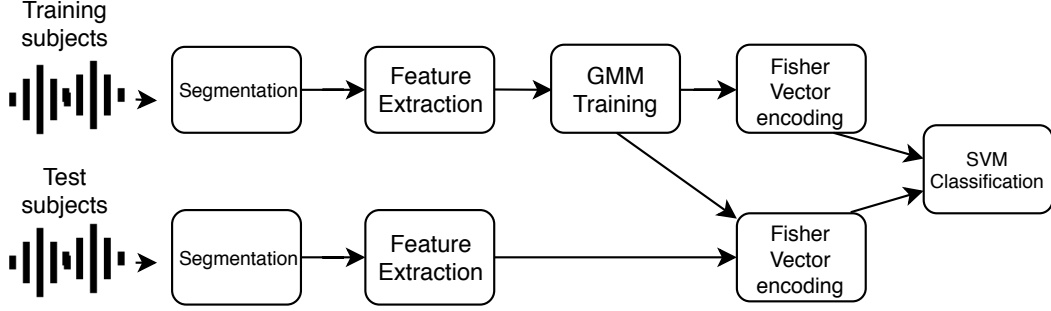 Training
subjects
Segmentation
Feature
Extraction
GMM
Training
Fisher
Vector
encoding
SVM
Classification
Test
subjects
Segmentation
Feature
Extraction
Fisher
Vector
encoding